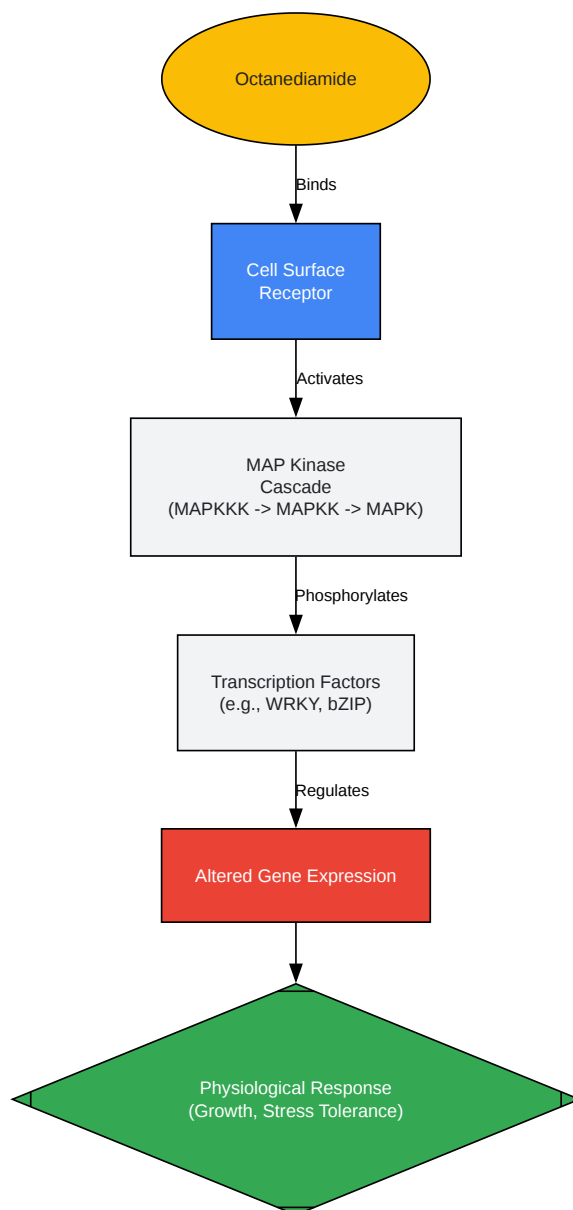 Octanediamide
Binds
Cell Surface
Receptor
Activates
MAP Kinase
Cascade
(MAPKKK -> MAPKK -> MAPK)
Phosphorylates
Transcription Factors
(e.g., WRKY, bZIP)
Regulates
Altered Gene Expression
Physiological Response
(Growth, Stress Tolerance)